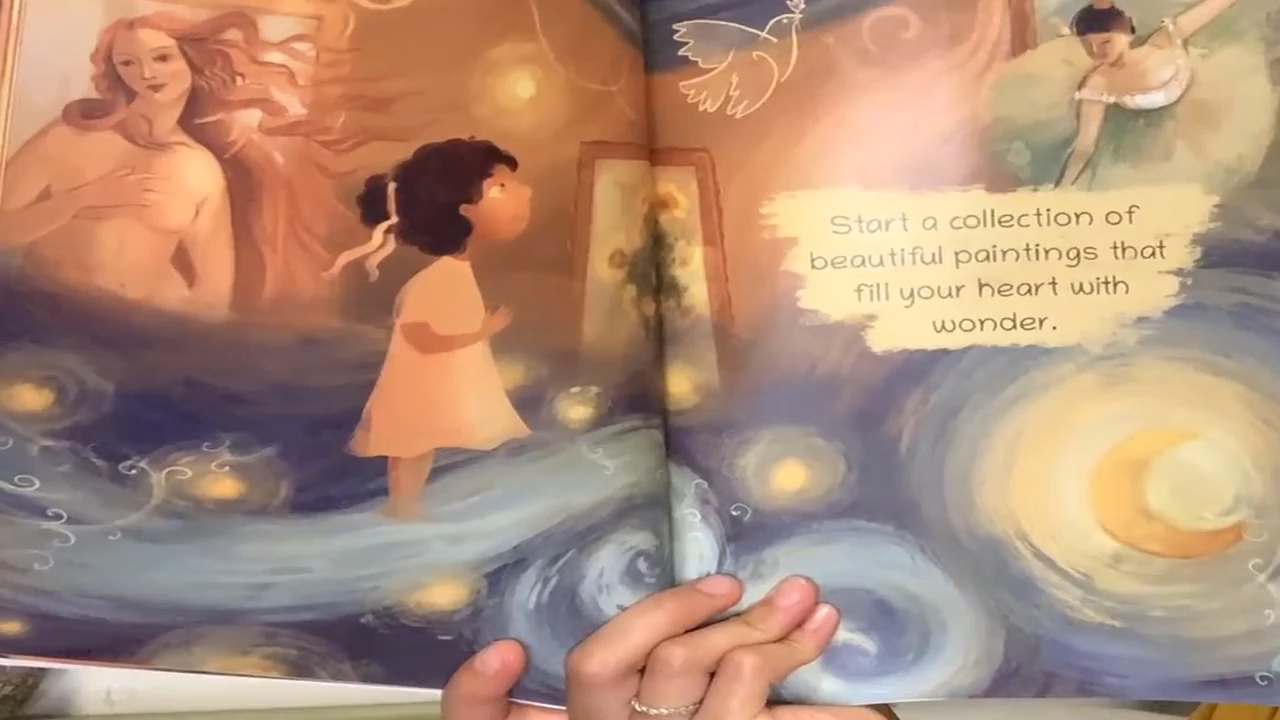 Start a collection of
beautiful paintings that
fill your heart with
wonder.